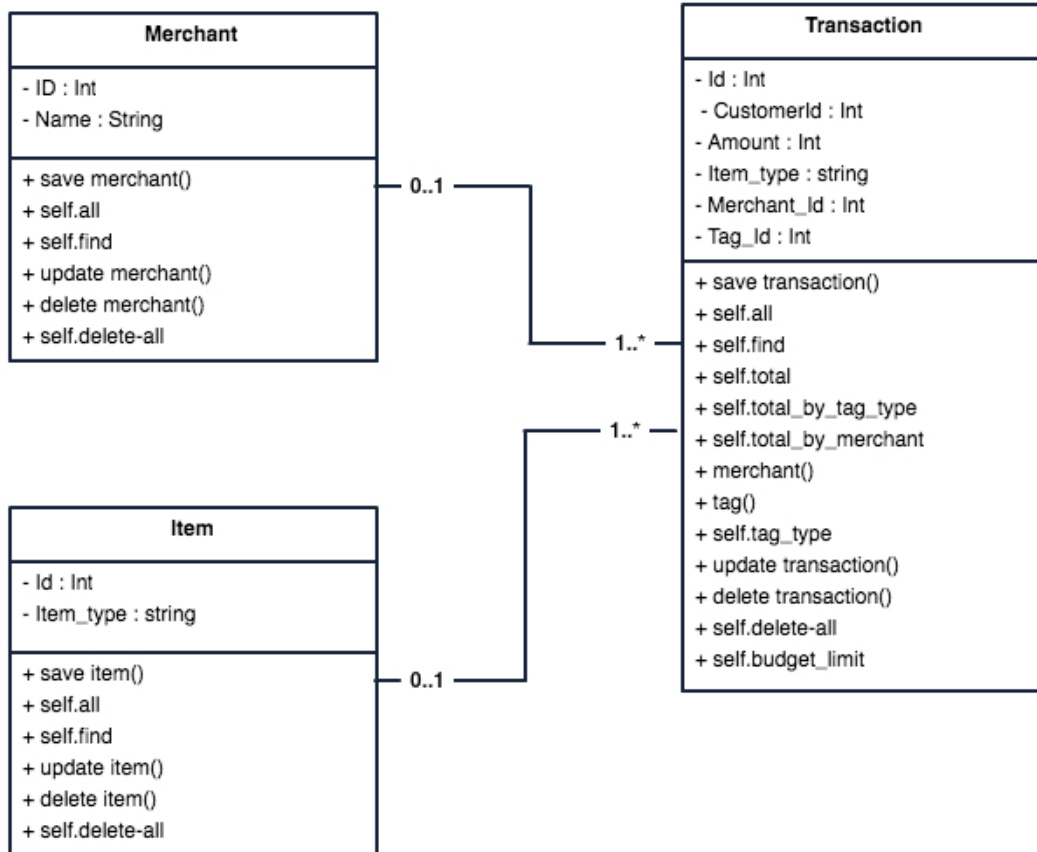 Merchant
- ID : Int
- Name : String
+ save merchant()
+ self.all
+ self.find
+ update merchant()
+ delete merchant()
+ self.delete-all
0..1
1..*
Transaction
- Id : Int
- CustomerId : Int
- Amount : Int
- Item_type : string
- Merchant_Id : Int
- Tag_Id : Int
+ save transaction()
+ self.all
+ self.find
+ self.total
+ self.total_by_tag_type
+ self.total_by_merchant
+ merchant()
+ tag()
+ self.tag_type
+ update transaction()
+ delete transaction()
+ self.delete-all
+ self.budget_limit
1..*
0..1
Item
- Id : Int
- Item_type : string
+ save item()
+ self.all
+ self.find
+ update item()
+ delete item()
+ self.delete-all